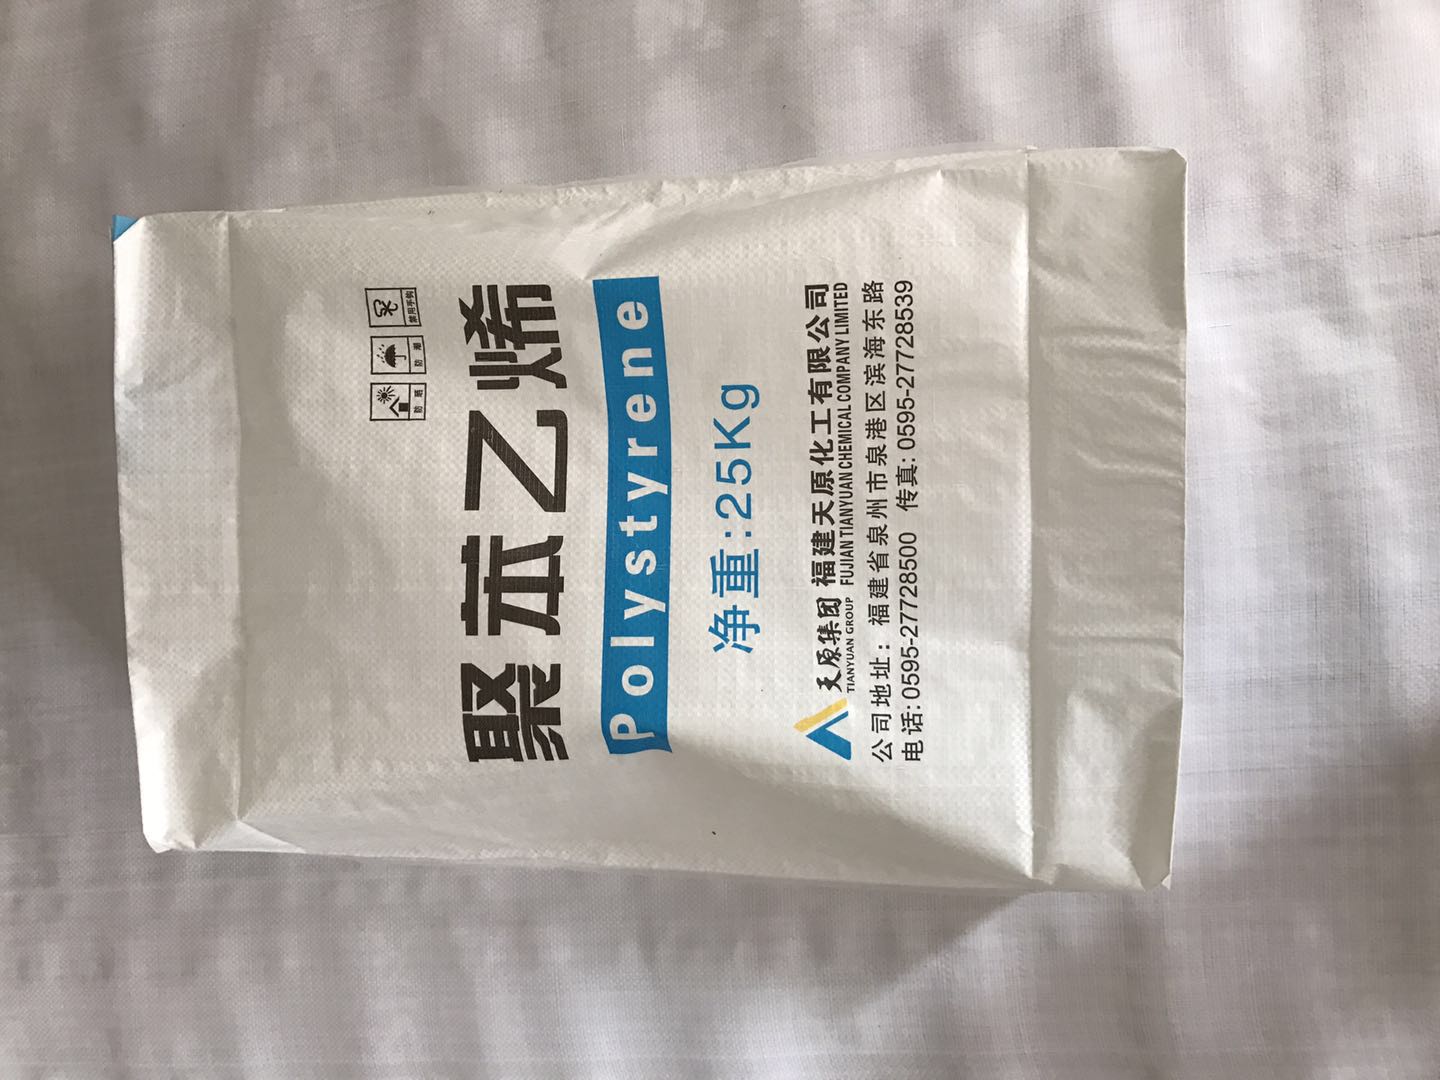 防晒 防潮 禁用手钩
聚苯乙烯
Polystyrene
净重:25Kg
天原集团 福建天原化工有限公司
TIANYUAN GROUP FUJIAN TIANYUAN CHEMICAL COMPANY LIMITED
公司地址：福建省泉州市泉港区滨海东路
电话:0595-27728500 传真:0595-27728539